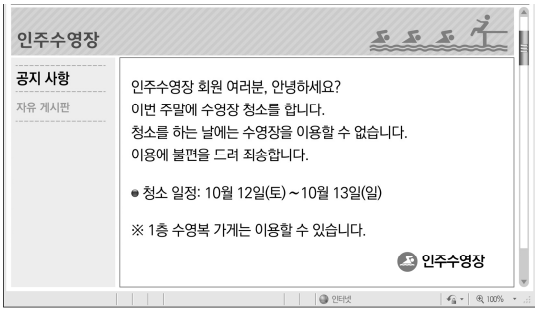 인주수영장
공지 사항
자유 게시판
인주수영장 회원 여러분, 안녕하세요?
이번 주말에 수영장 청소를 합니다.
청소를 하는 날에는 수영장을 이용할 수 없습니다.
이용에 불편을 드려 죄송합니다.
청소 일정: 10월 12일(토)~10월 13일(일)
※ 1층 수영복 가게는 이용할 수 있습니다.
인주수영장
인터넷
100%